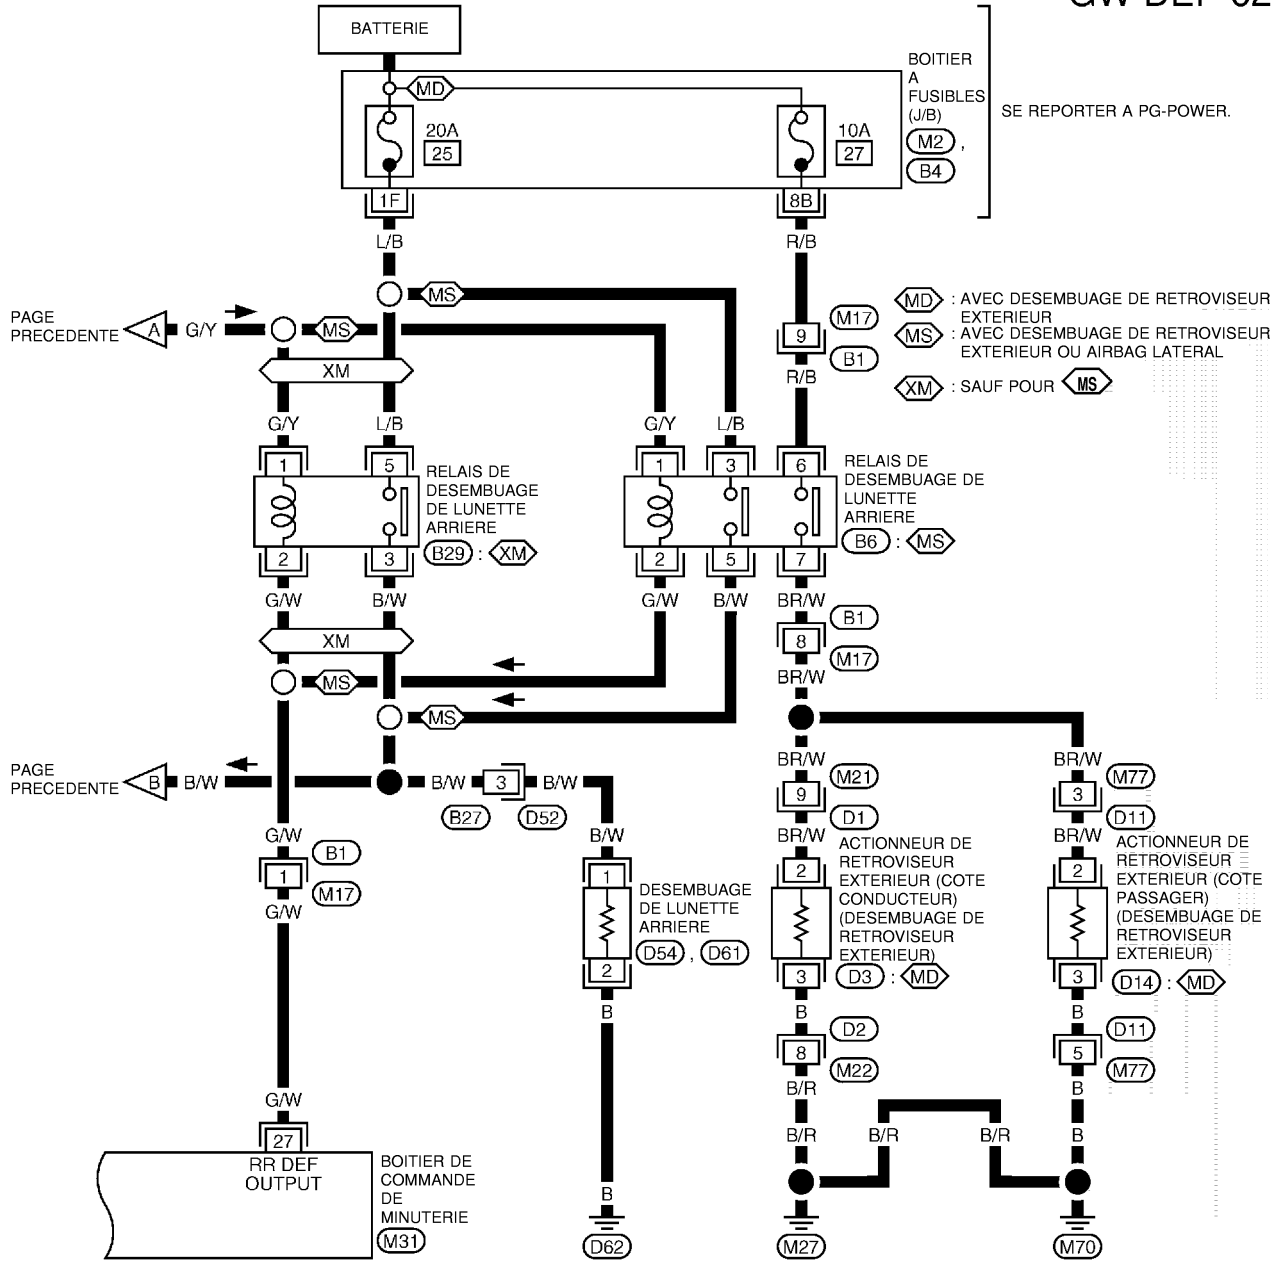 BATTERIE
MD
20A
25
10A
27
BOITIER
A
FUSIBLES
(J/B)
M2 ,
B4
SE REPORTER A PG-POWER.
1F
8B
L/B
R/B
MS
PAGE
PRECEDENTE
A
G/Y
MS
XM
MD : AVEC DESEMBUAGE DE RETROVISEUR
EXTERIEUR
MS : AVEC DESEMBUAGE DE RETROVISEUR
EXTERIEUR OU AIRBAG LATERAL
XM : SAUF POUR MS
M17
9
B1
R/B
G/Y
L/B
G/Y
L/B
1
5
1
3
6
RELAIS DE
DESEMBUAGE
DE LUNETTE
ARRIERE
B29 : XM
RELAIS DE
DESEMBUAGE DE
LUNETTE
ARRIERE
B6 : MS
2
3
2
5
7
G/W
B/W
G/W
B/W
BR/W
XM
B1
8
M17
BR/W
MS
MS
PAGE
PRECEDENTE
B
B/W
B/W
3
B/W
B27
D52
BR/W
M21
9
D1
BR/W
BR/W
M77
3
D11
BR/W
G/W
B1
1
M17
G/W
B/W
1
DESEMBUAGE
DE LUNETTE
ARRIERE
D54 , D61
2
B
2
ACTIONNEUR DE
RETROVISEUR
EXTERIEUR (COTE
CONDUCTEUR)
(DESEMBUAGE DE
RETROVISEUR
EXTERIEUR)
3
D3 : MD
2
ACTIONNEUR DE
RETROVISEUR
EXTERIEUR (COTE
PASSAGER)
(DESEMBUAGE DE
RETROVISEUR
EXTERIEUR)
3
D14 : MD
B
D2
8
M22
B/R
B
D11
5
M77
B
G/W
27
RR DEF
OUTPUT
BOITIER DE
COMMANDE
DE
MINUTERIE
M31
B/R
B/R
B/R
B
B
D62
M27
M70